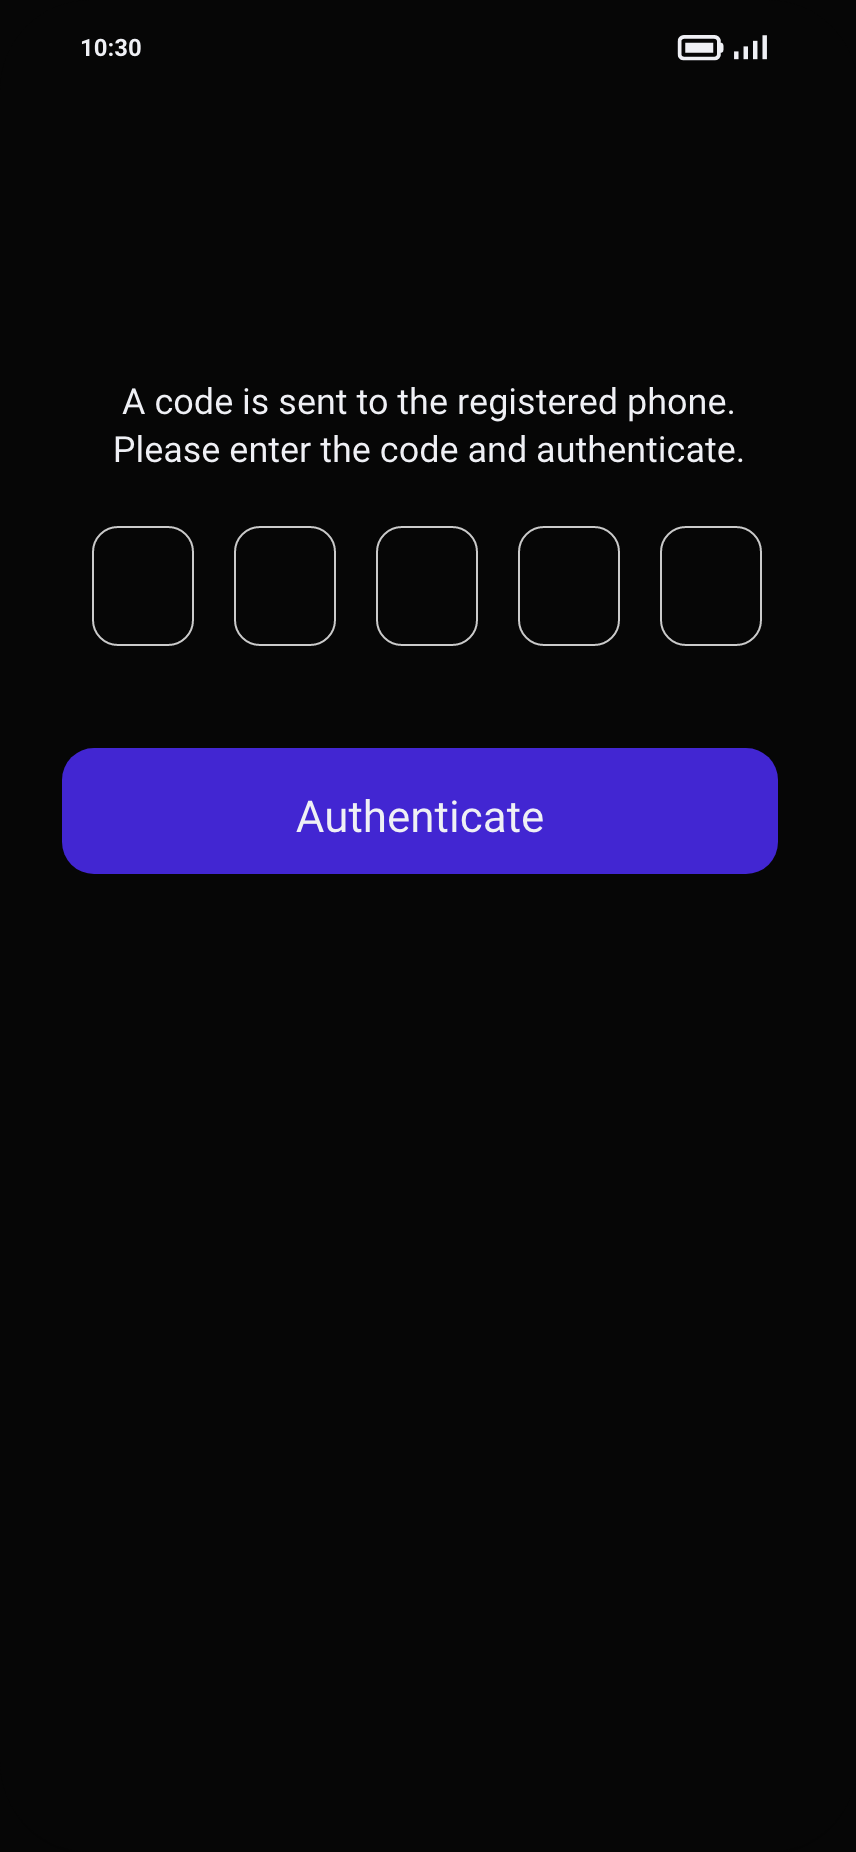 10:30
A code is sent to the registered phone.
Please enter the code and authenticate.
Authenticate